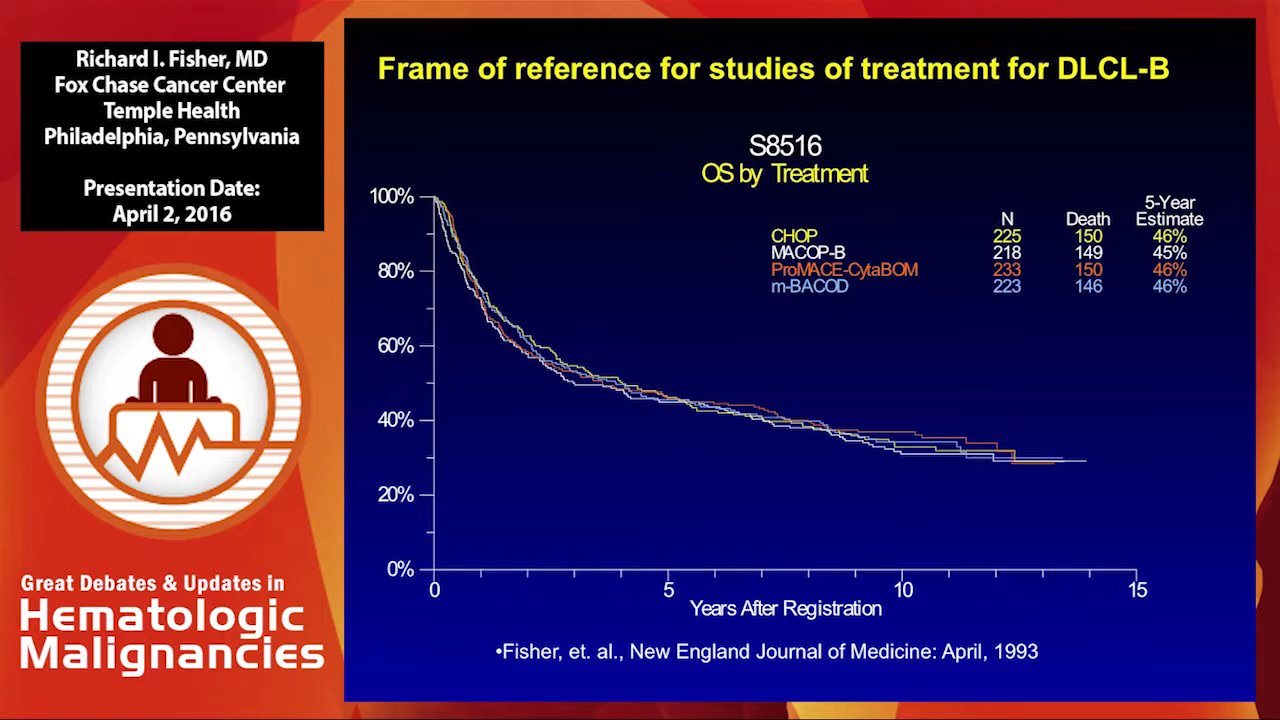 Richard I. Fisher, MD
Fox Chase Cancer Center
Temple Health
Philadelphia, Pennsylvania
Presentation Date:
April 2, 2016
Great Debates & Updates in
Hematologic
Malignancies
Frame of reference for studies of treatment for DLCL-B
S8516
OS by Treatment
5-Year
N Death Estimate
CHOP 225 150 46%
MACOP-B 218 149 45%
ProMACE-CytaBOM 233 150 46%
m-BACOD 223 146 46%
100%
80%
60%
40%
20%
0%
0 5 10 15
Years After Registration
•Fisher, et. al., New England Journal of Medicine: April, 1993